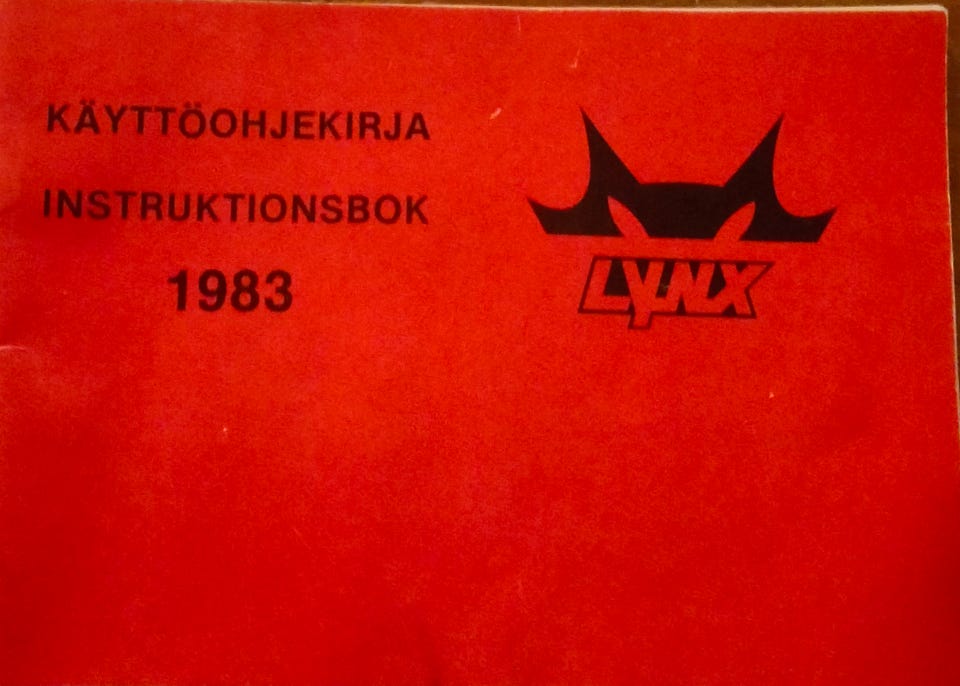 KÄYTTÖOHJEKIRJA
INSTRUKTIONSBOK
1983
LYNX